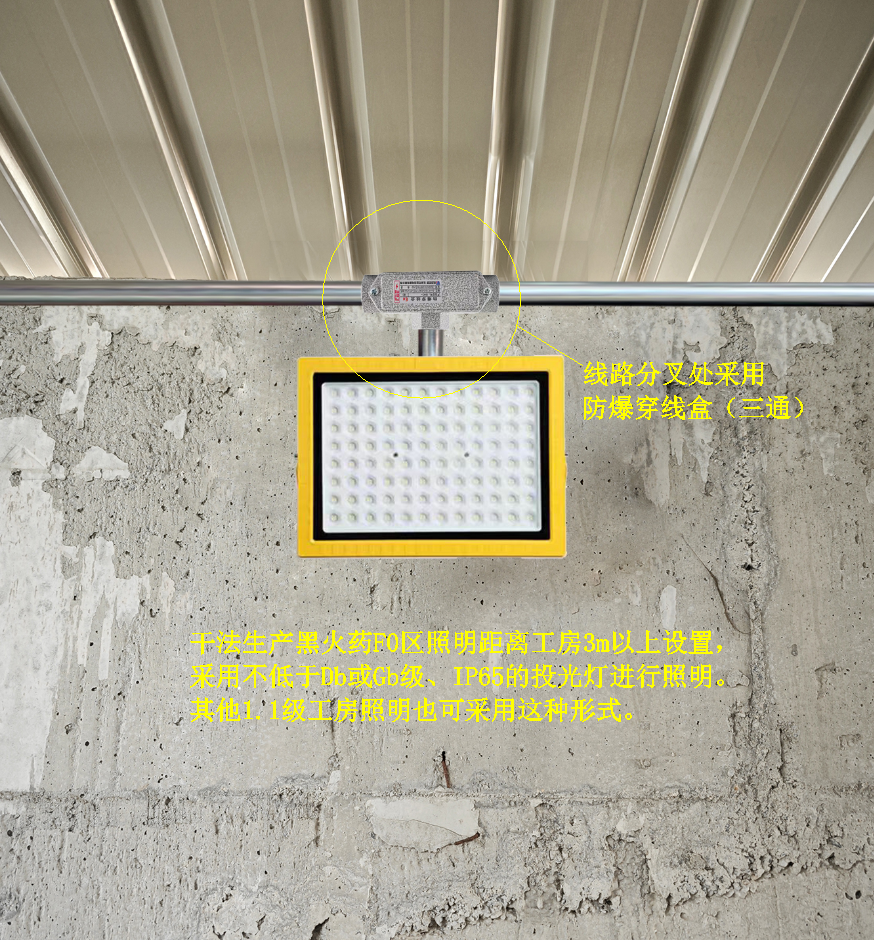 线路分叉处采用
防爆穿线盒（三通）
干法生产黑火药F0区照明距离工房3m以上设置，
采用不低于Db或Gb级、IP65的投光灯进行照明。
其他1.1级工房照明也可采用这种形式。